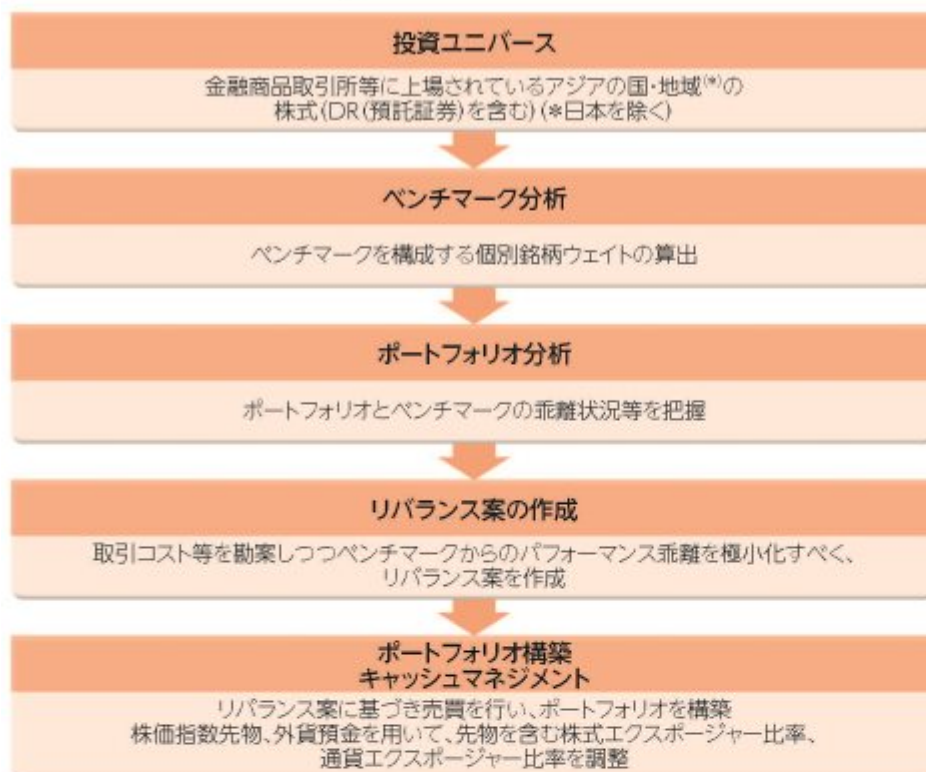 投資ユニバース
金融商品取引所等に上場されているアジアの国・地域(*)の
株式(DR(預託証券)を含む)(*日本を除く)
ベンチマーク分析
ベンチマークを構成する個別銘柄ウェイトの算出
ポートフォリオ分析
ポートフォリオとベンチマークの乖離状況等を把握
リバランス案の作成
取引コスト等を勘案しつつベンチマークからのパフォーマンス乖離を極小化すべく、
リバランス案を作成
ポートフォリオ構築
キャッシュマネジメント
リバランス案に基づき売買を行い、ポートフォリオを構築
株価指数先物、外貨預金を用いて、先物を含む株式エクスポージャー比率、
通貨エクスポージャー比率を調整